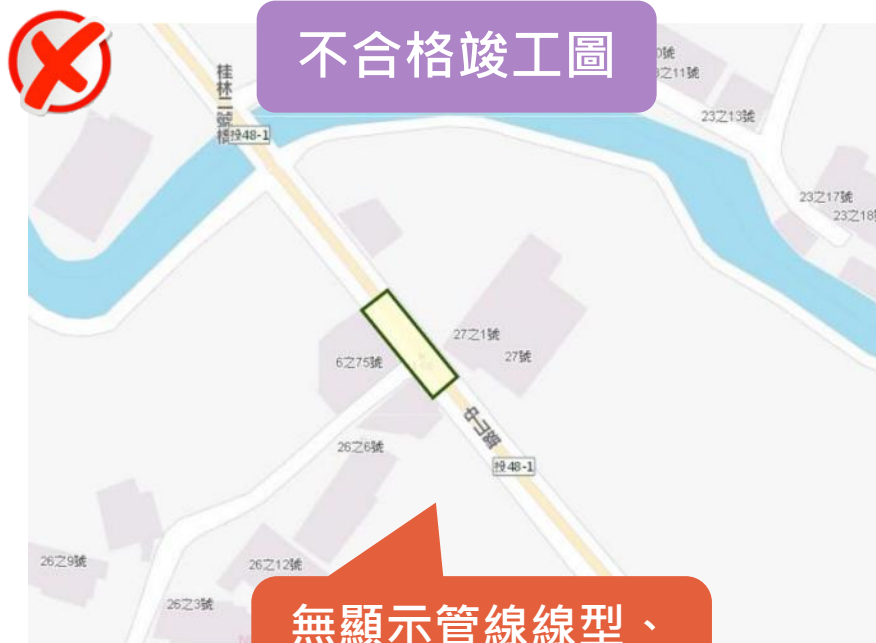 不合格竣工圖
桂林二號橋
投48-1
23之13號
之11號
23之17號
23之18
27之1號
27號
6之75號
中山路
26之6號
投48-1
26之9號
26之12號
26之3號
無顯示管線線型、